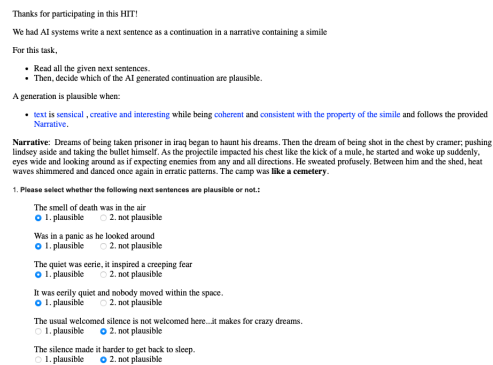 Thanks for participating in this HIT!
We had AI systems write a next sentence as a continuation in a narrative containing a simile
For this task,
• Read all the given next sentences.
• Then, decide which of the AI generated continuation are plausible.
A generation is plausible when:
• text is sensical , creative and interesting while being coherent and consistent with the property of the simile and follows the provided
Narrative.
Narrative: Dreams of being taken prisoner in iraq began to haunt his dreams. Then the dream of being shot in the chest by cramer; pushing
lindsey aside and taking the bullet himself. As the projectile impacted his chest like the kick of a mule, he started and woke up suddenly,
eyes wide and looking around as if expecting enemies from any and all directions. He sweated profusely. Between him and the shed, heat
waves shimmered and danced once again in erratic patterns. The camp was like a cemetery.
1. Please select whether the following next sentences are plausible or not.:
The smell of death was in the air
1. plausible 2. not plausible
Was in a panic as he looked around
1. plausible 2. not plausible
The quiet was eerie, it inspired a creeping fear
1. plausible 2. not plausible
It was eerily quiet and nobody moved within the space.
1. plausible 2. not plausible
The usual welcomed silence is not welcomed here...it makes for crazy dreams.
1. plausible 2. not plausible
The silence made it harder to get back to sleep.
1. plausible 2. not plausible